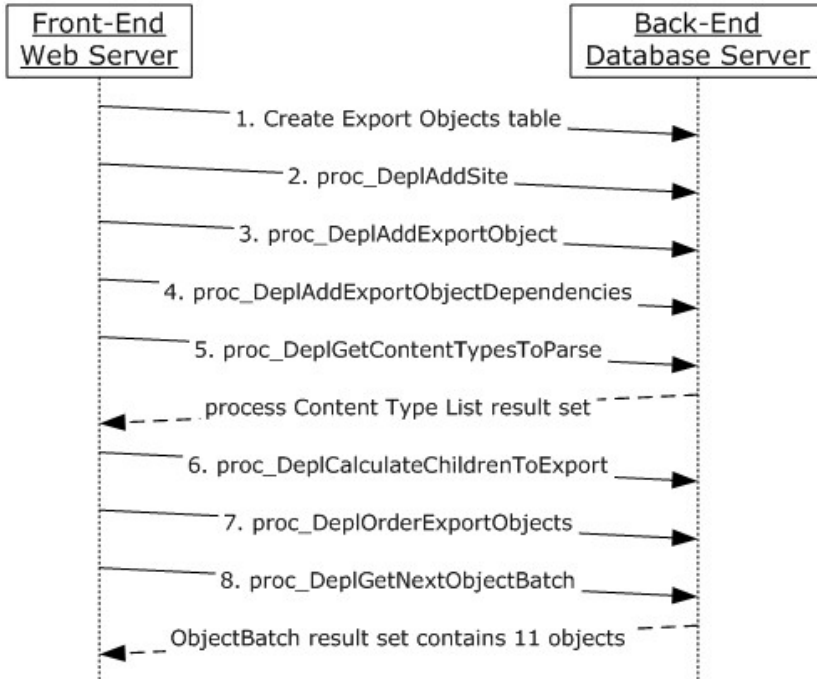 Front-End
Web Server
Back-End
Database Server
1. Create Export Objects table
2. proc_DeplAddSite
3. proc_DeplAddExportObject
4. proc_DeplAddExportObjectDependencies
5. proc_DeplGetContentTypesToParse
process Content Type List result set
6. proc_DeplCalculateChildrenToExport
7. proc_DeplOrderExportObjects
8. proc_DeplGetNextObjectBatch
ObjectBatch result set contains 11 objects